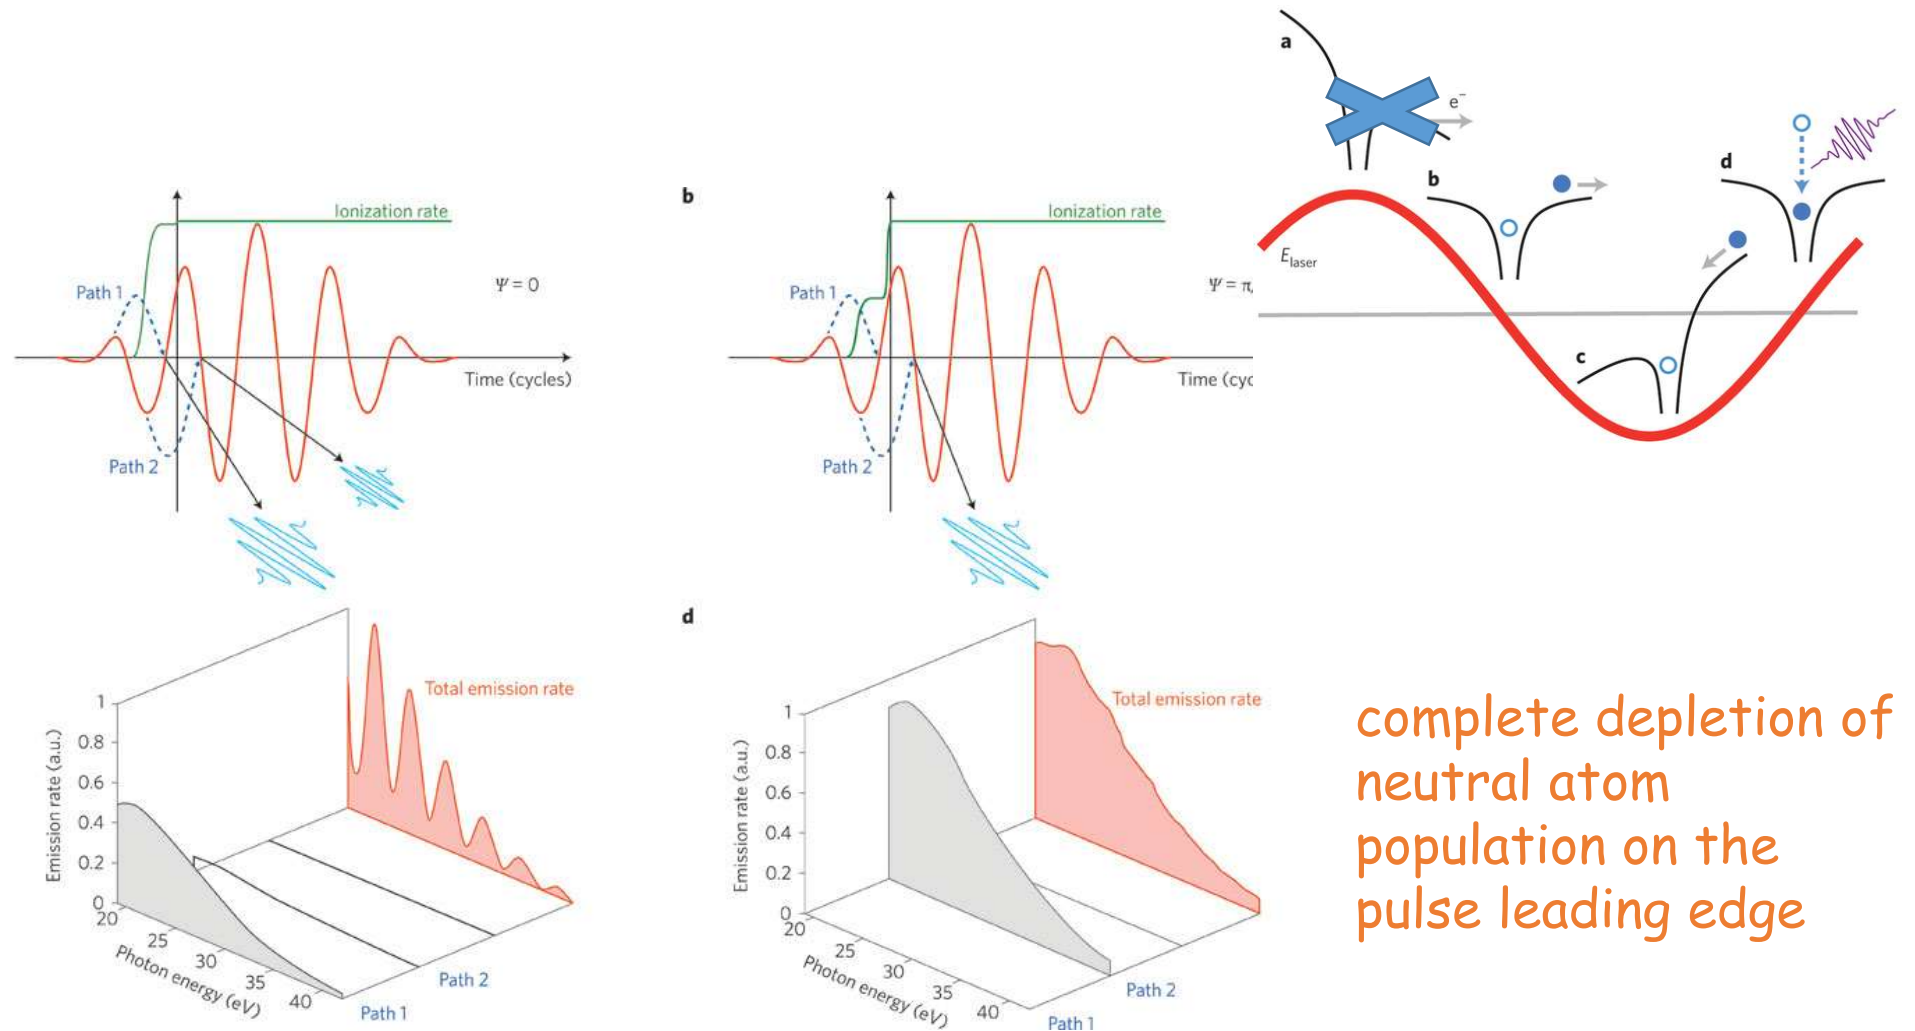 Ionization rate
Path 1
Ψ = 0
Time (cycles)
Path 2
b
Ionization rate
Path 1
Ψ = π,
Time (cyc
Path 2
a
e⁻
b
d
E laser
c
Total emission rate
1
0.8
0.6
0.4
0.2
0
Emission rate (a.u.)
20
25
30
35
40
Photon energy (eV)
Path 2
Path 1
d
Total emission rate
1
0.8
0.6
0.4
0.2
0
Emission rate (a.u.)
20
25
30
35
40
Photon energy (eV)
Path 2
Path 1
complete depletion of
neutral atom
population on the
pulse leading edge